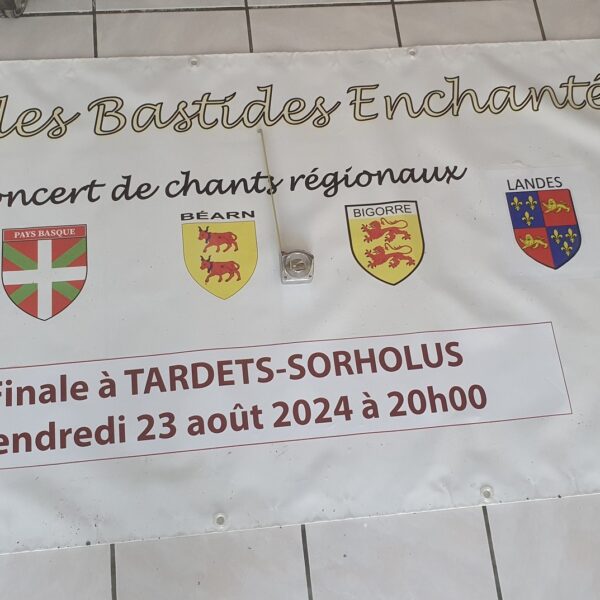 les Bastides Enchanté
oncert de chants régionaux
PAYS BASQUE
BÉARN
BIGORRE
LANDES
Finale à TARDETS-SORHOLUS
endredi 23 août 2024 à 20h00